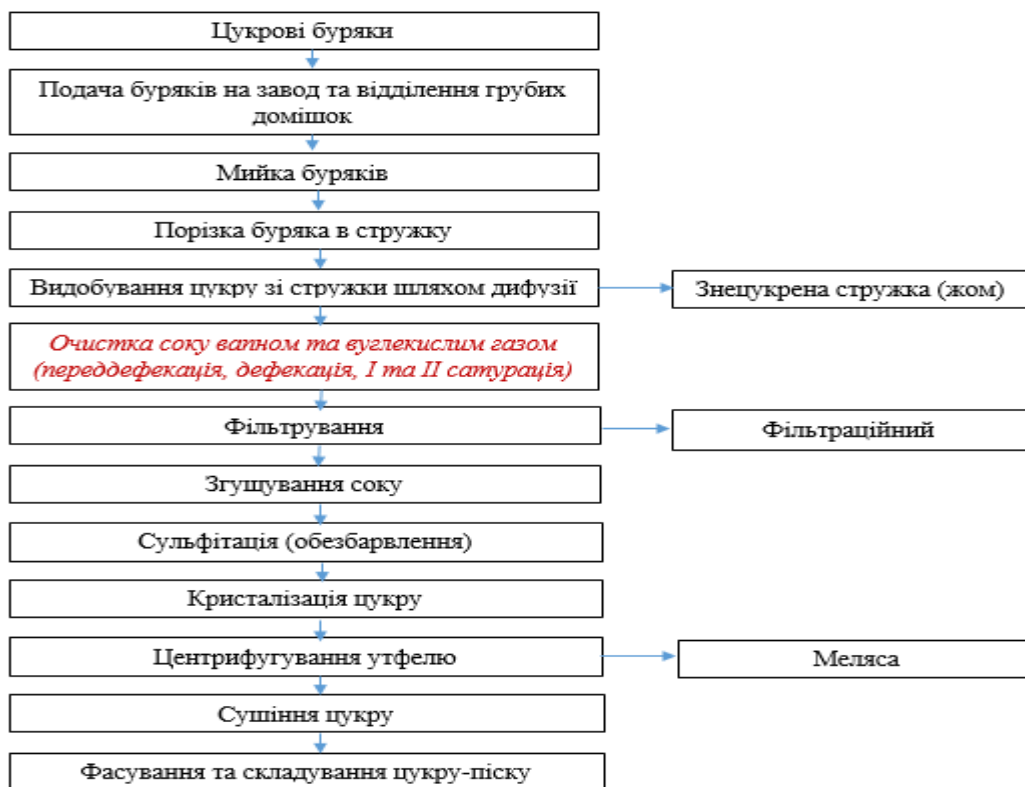 Цукрові буряки
Подача буряків на завод та відділення грубих
домішок
Мийка буряків
Порізка буряка в стружку
Видобування цукру зі стружки шляхом дифузії
Знецукрена стружка (жом)
Очистка соку вапном та вуглекислим газом
(переддефекація, дефекація, I та II сатурація)
Фільтрування
Фільтраційний
Згущування соку
Сульфітація (обезбарвлення)
Кристалізація цукру
Центрифугування утфелю
Меляса
Сушіння цукру
Фасування та складування цукру-піску